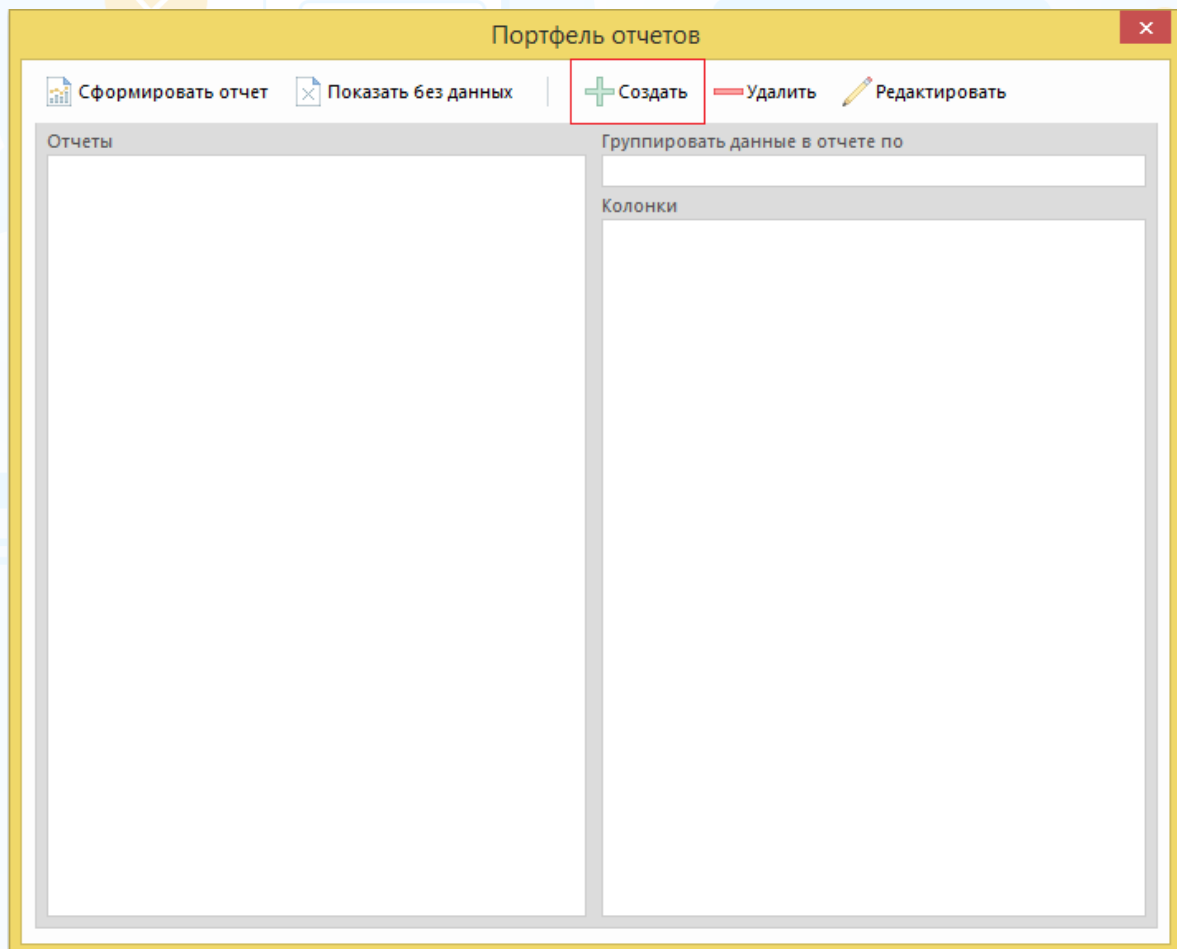 Портфель отчетов
Сформировать отчет Показать без данных Создать Удалить Редактировать
Отчеты
Группировать данные в отчете по
Колонки